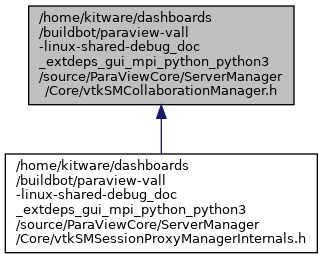 /home/kitware/dashboards
/buildbot/paraview-vall
-linux-shared-debug_doc
_extdeps_gui_mpi_python_python3
/source/ParaViewCore/ServerManager
/Core/vtkSMCollaborationManager.h
/home/kitware/dashboards
/buildbot/paraview-vall
-linux-shared-debug_doc
_extdeps_gui_mpi_python_python3
/source/ParaViewCore/ServerManager
/Core/vtkSMSessionProxyManagerInternals.h